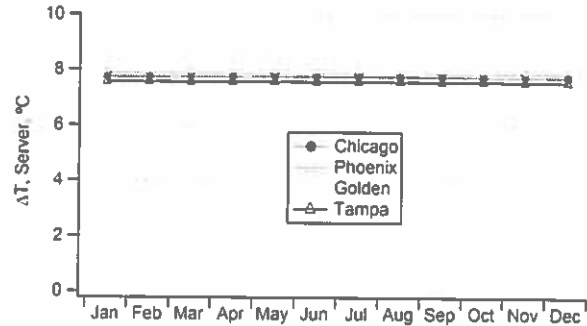 10
8
6
4
2
0
ΔT, Server, ºC
Chicago
Phoenix
Golden
Tampa
Jan Feb Mar Apr May Jun Jul Aug Sep Oct Nov Dec